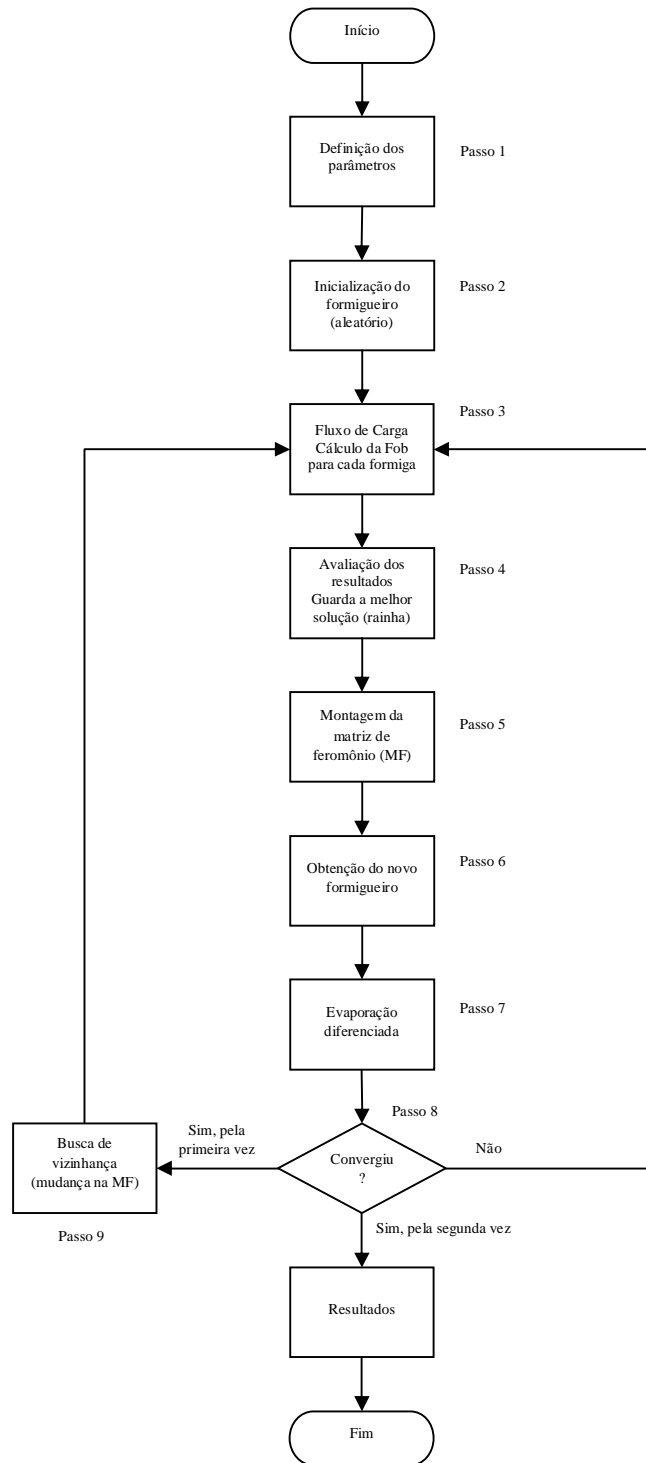 Início
Definição dos
parâmetros
Passo 1
Inicialização do
formigueiro
(aleatório)
Passo 2
Passo 3
Fluxo de Carga
Cálculo da Fob
para cada formiga
Avaliação dos
resultados
Guarda a melhor
solução (rainha)
Passo 4
Montagem da
matriz de
feromônio (MF)
Passo 5
Obtenção do novo
formigueiro
Passo 6
Evaporação
diferenciada
Passo 7
Passo 8
Busca de
vizinhança
(mudança na MF)
Sim, pela
primeira vez
Convergiu
?
Não
Passo 9
Sim, pela segunda vez
Resultados
Fim